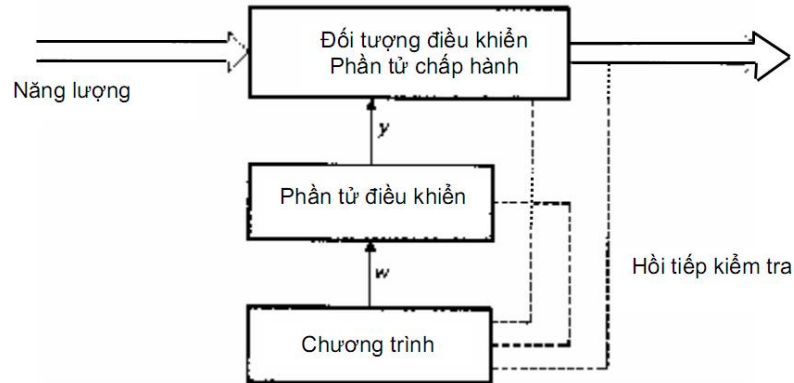 Đối tượng điều khiển
Phần tử chấp hành
Năng lượng
y
Phần tử điều khiển
w
Hồi tiếp kiểm tra
Chương trình